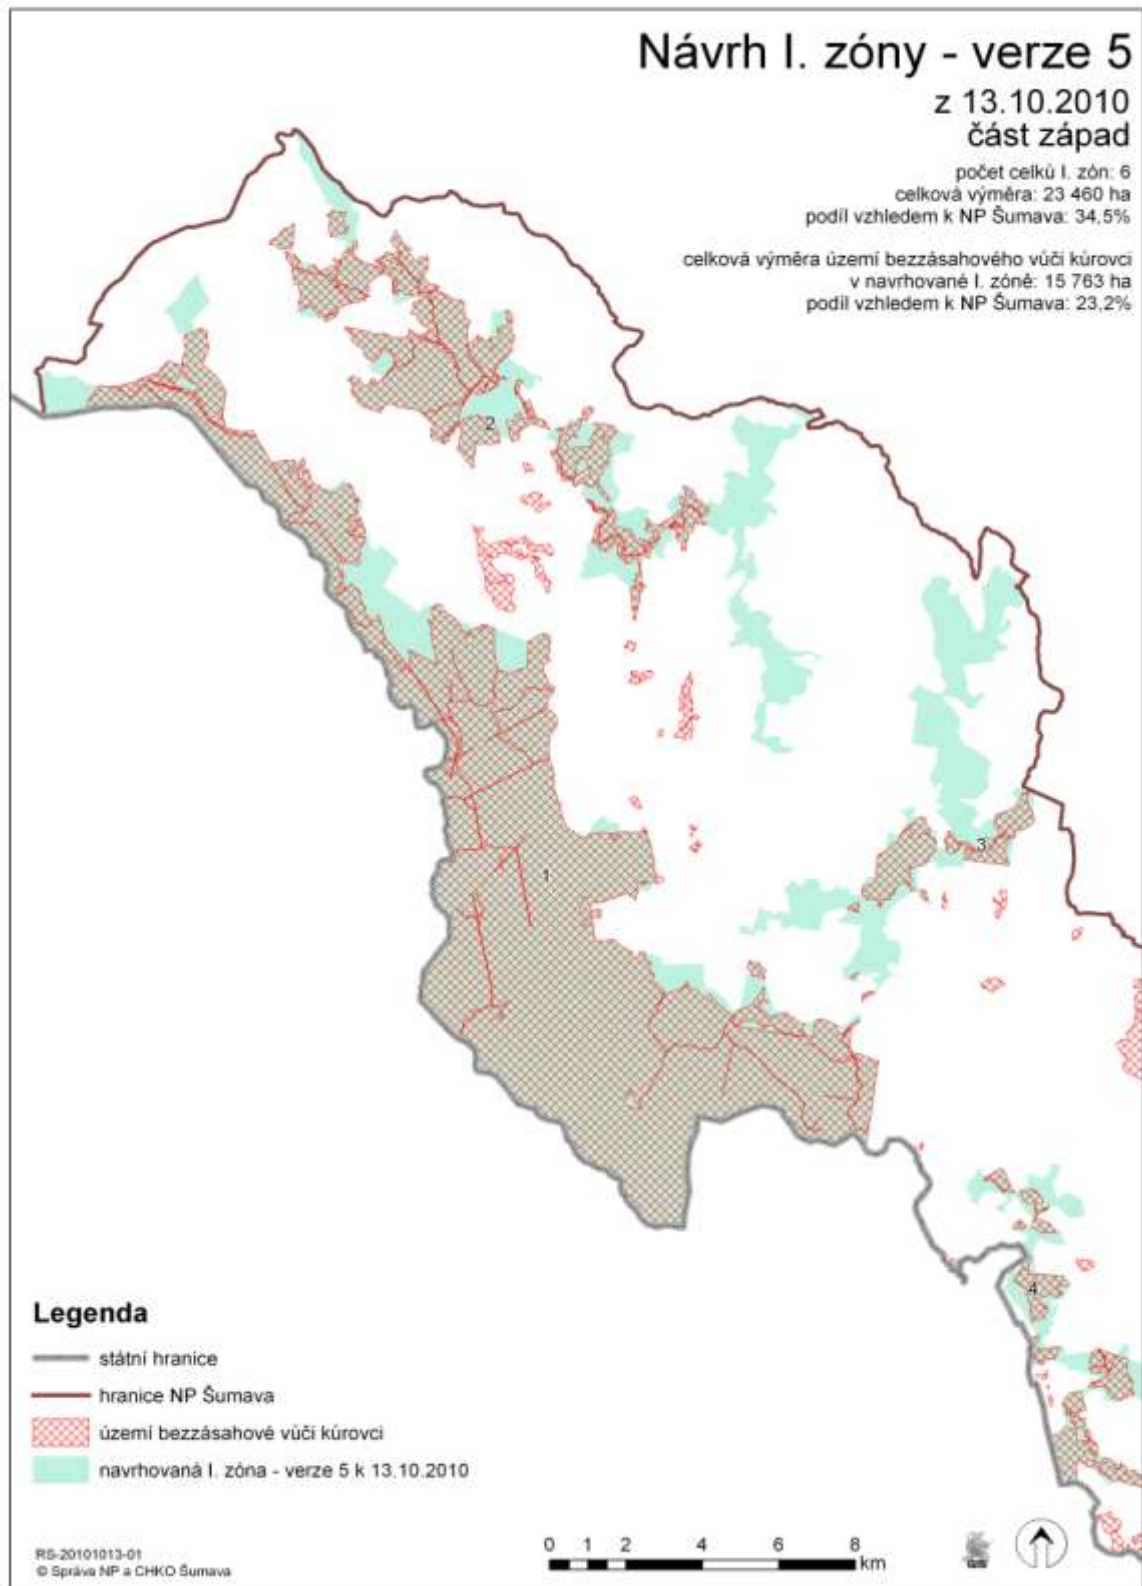 Návrh I. zóny - verze 5
z 13.10.2010
část západ
počet celků I. zón: 6
celková výměra: 23 460 ha
podíl vzhledem k NP Šumava: 34,5%
celková výměra území bezzásahového vůči kůrovci
v navrhované I. zóně: 15 763 ha
podíl vzhledem k NP Šumava: 23,2%
2
3
1
4
Legenda
státní hranice
hranice NP Šumava
území bezzásahové vůči kůrovci
navrhovaná I. zóna - verze 5 k 13.10.2010
RS-20101013-01
© Správa NP a CHKO Šumava
0 1 2 4 6 8
km